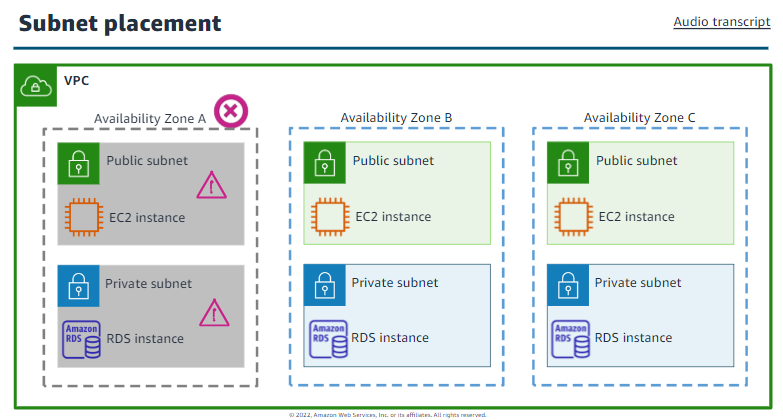 Subnet placement
Audio transcript
VPC
Availability Zone A
Availability Zone B
Availability Zone C
Public subnet
Public subnet
Public subnet
EC2 instance
EC2 instance
EC2 instance
Private subnet
Private subnet
Private subnet
Amazon RDS
RDS instance
Amazon RDS
RDS instance
Amazon RDS
RDS instance
© 2022, Amazon Web Services, Inc. or its affiliates. All rights reserved.